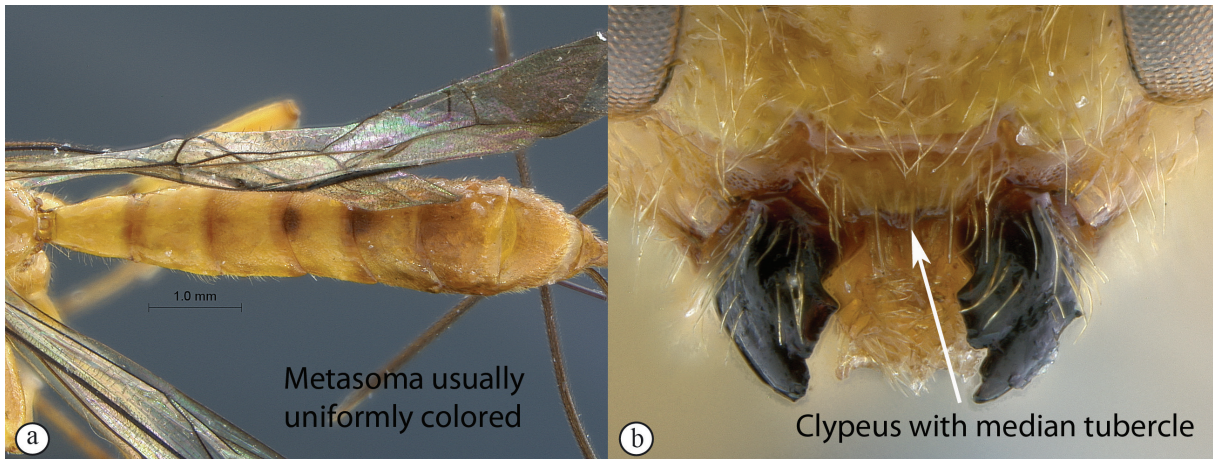 1.0 mm
Metasoma usually
uniformly colored
a
Clypeus with median tubercle
b